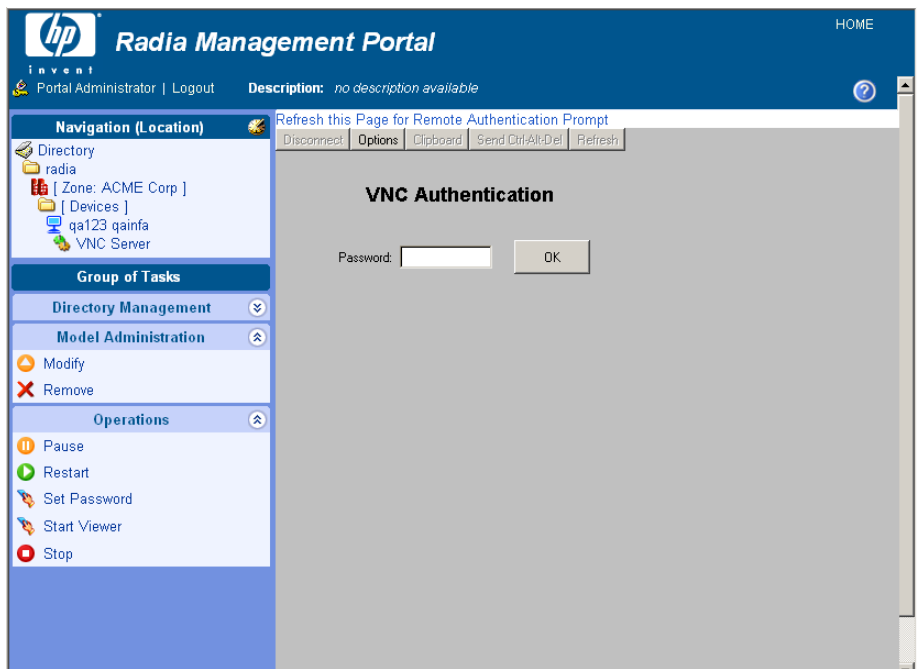 hp
HOME
Radia Management Portal
invent
Portal Administrator | Logout
Description: no description available
?
Navigation (Location)
Refresh this Page for Remote Authentication Prompt
Directory
Disconnect Options Clipboard Send Ctrl-Alt-Del Refresh
radia
[ Zone: ACME Corp ]
[ Devices ]
qa123 qainfa
VNC Server
VNC Authentication
Password:
OK
Group of Tasks
Directory Management
Model Administration
Modify
Remove
Operations
Pause
Restart
Set Password
Start Viewer
Stop